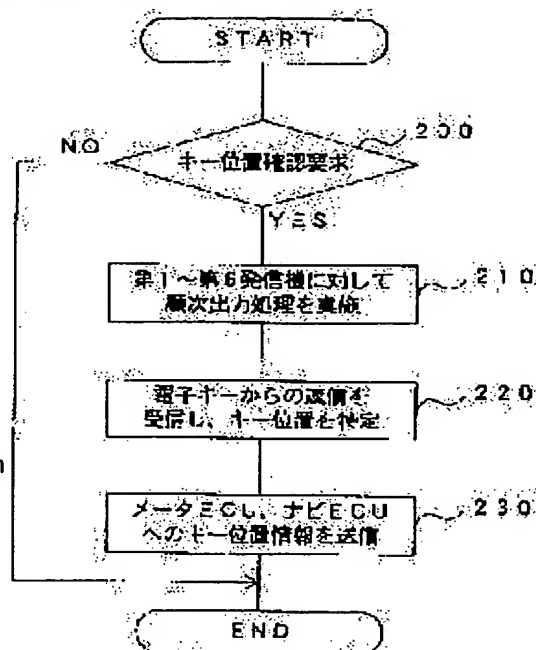 START
200
NO
キー位置確認要求
YES
第1～第6発信機に対して
順次出力処理を実施
210
電子キーからの返信を
受信し、キー位置を特定
220
メータECU、ナビECU
へのキー位置情報を送信
230
END